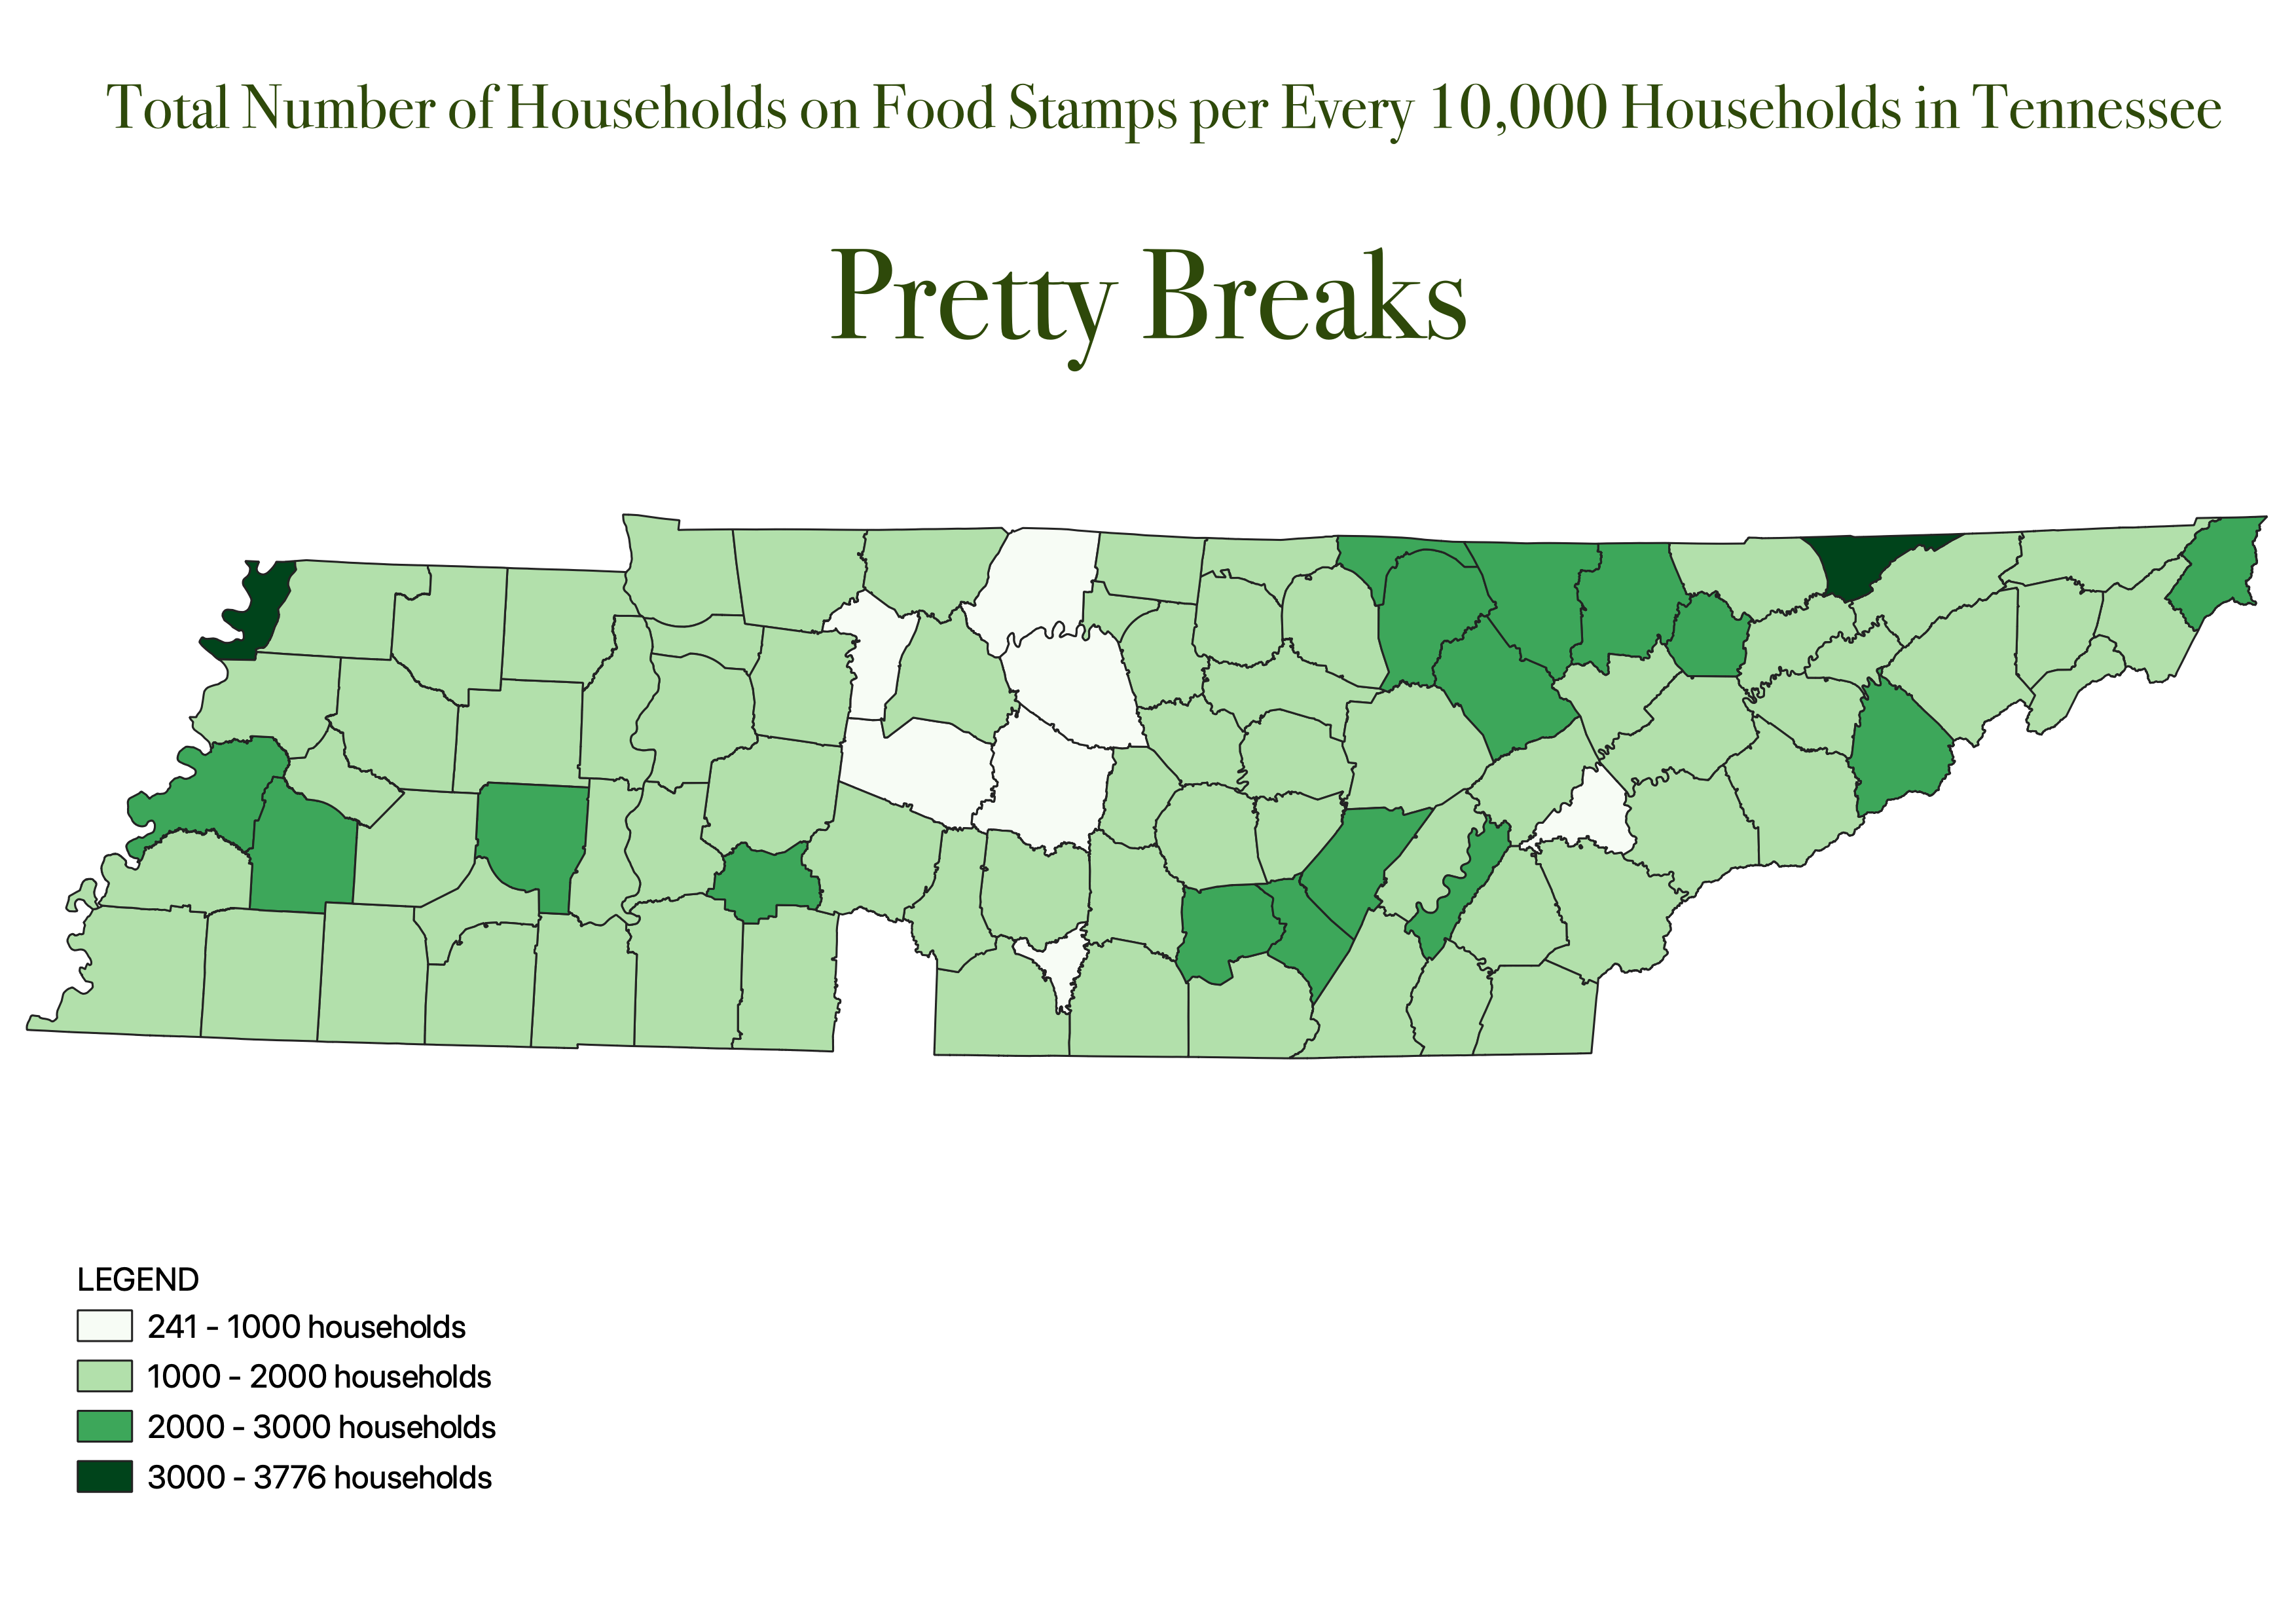 Total Number of Households on Food Stamps per Every 10,000 Households in Tennessee
Pretty Breaks
LEGEND
241 - 1000 households
1000 - 2000 households
2000 - 3000 households
3000 - 3776 households